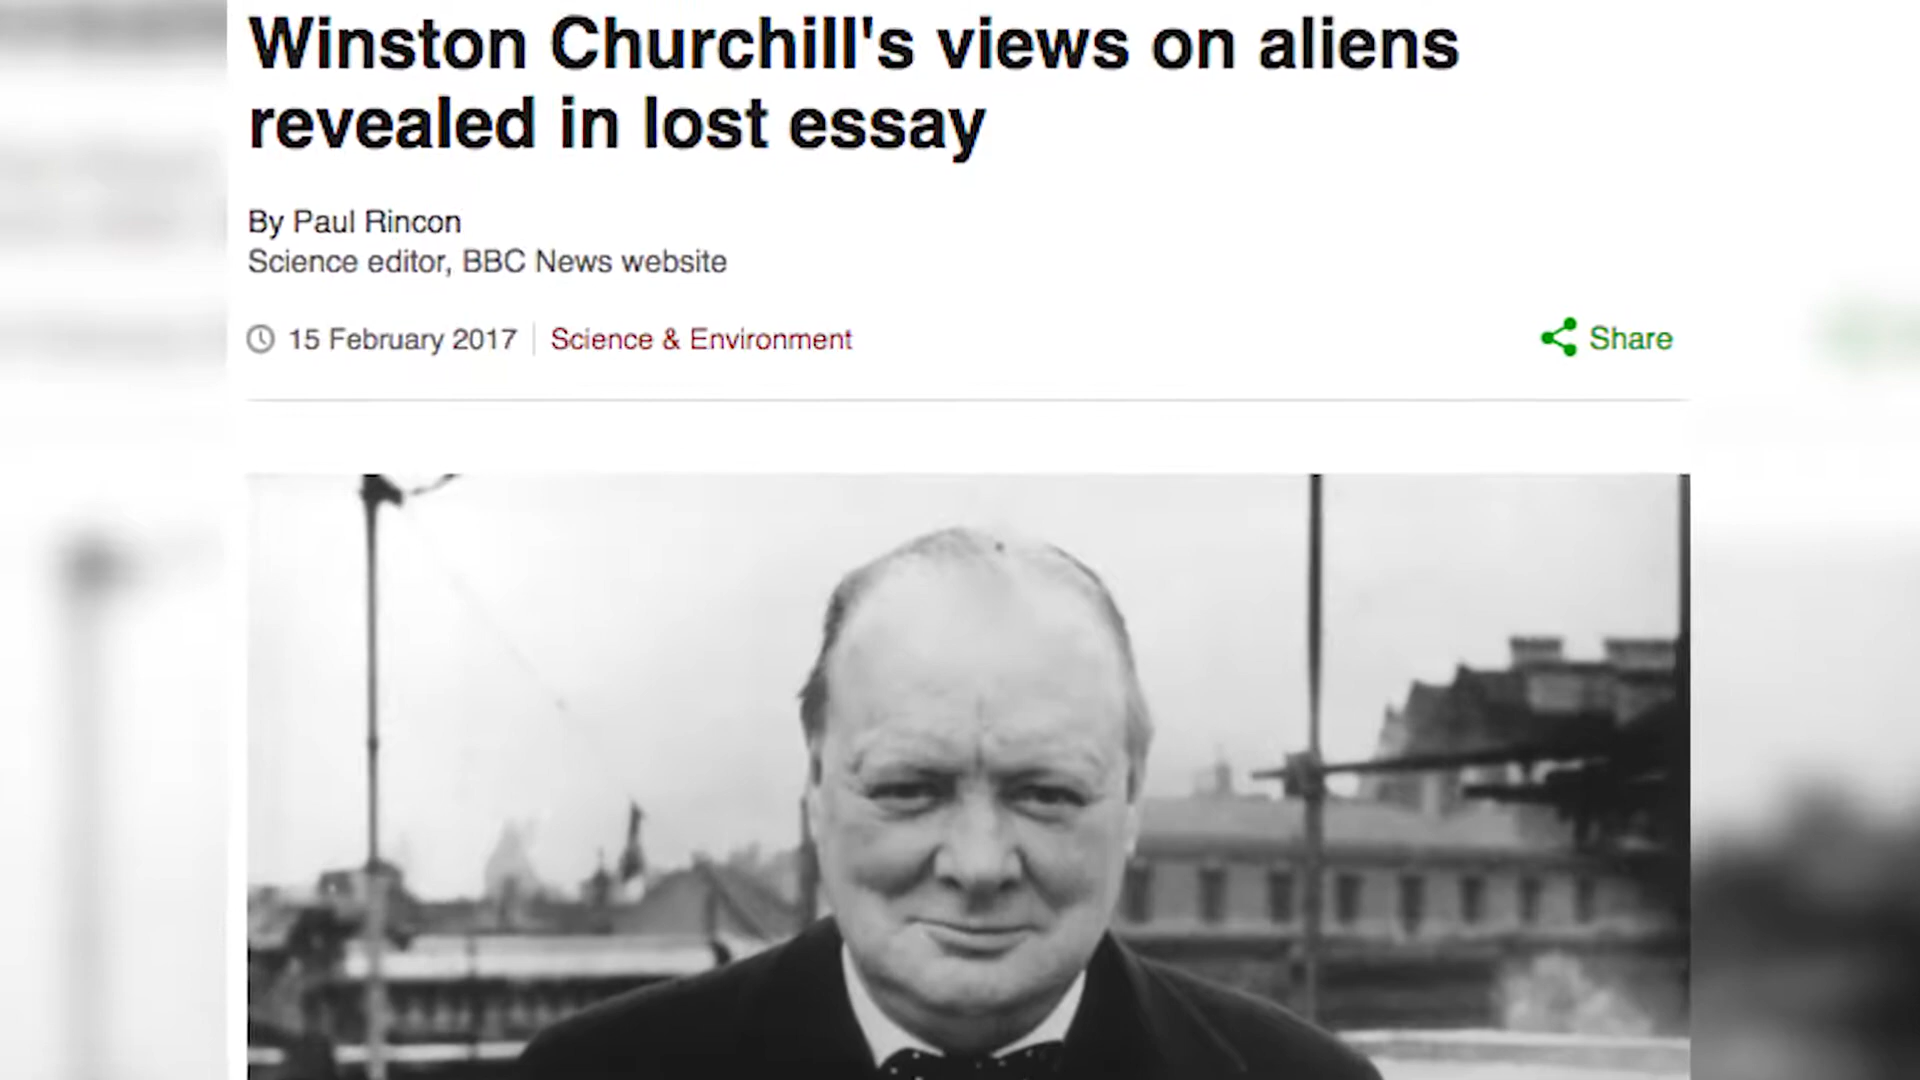 Winston Churchill's views on aliens
revealed in lost essay
By Paul Rincon
Science editor, BBC News website
15 February 2017 Science & Environment
Share